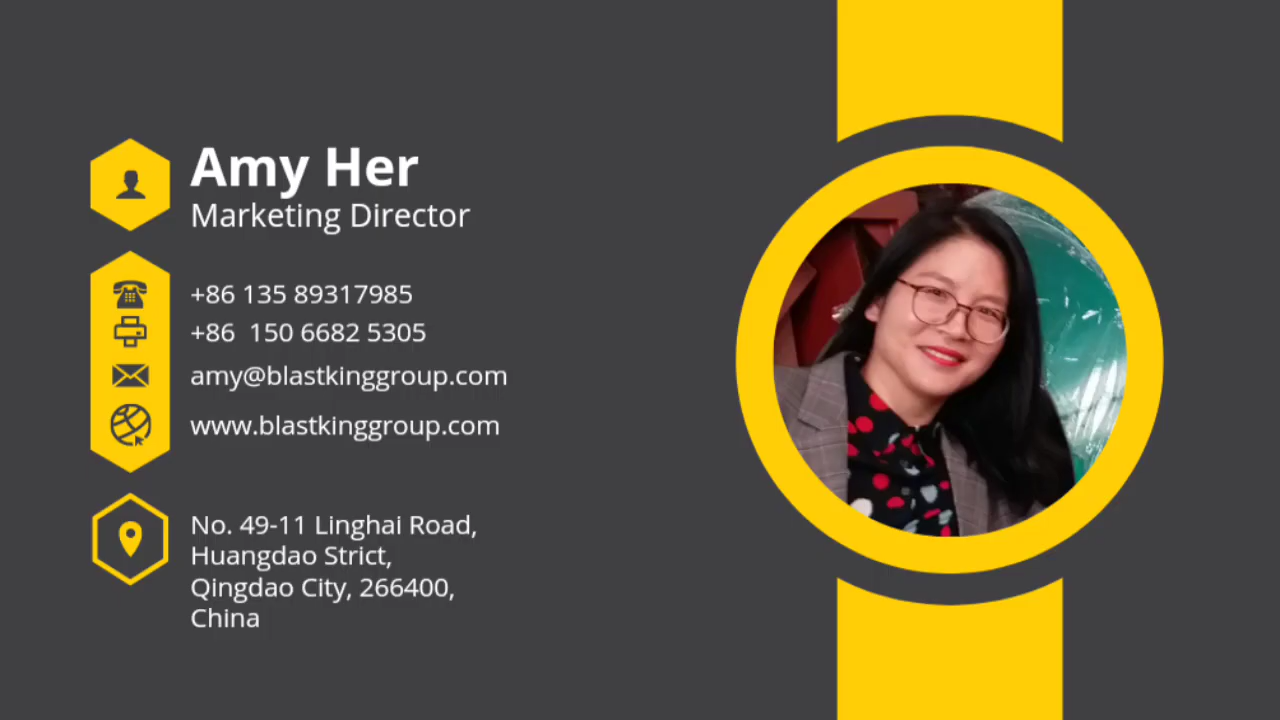 Amy Her
Marketing Director
+86 135 89317985
+86  150 6682 5305
amy@blastkinggroup.com
www.blastkinggroup.com
No. 49-11 Linghai Road,
Huangdao Strict,
Qingdao City, 266400,
China